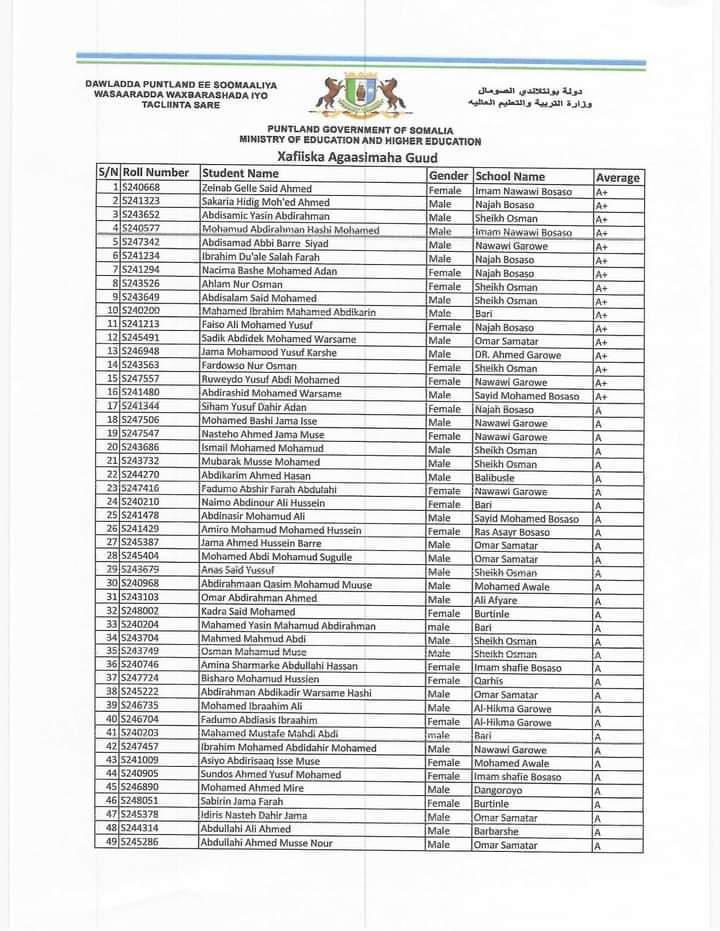 DAWLADDA PUNTLAND EE SOOMAALIYA
WASAARADDA WAXBARASHADA IYO
TACLIINTA SARE
دولة بونتلاندي الصومال
وزارة التربية والتعليم العاليه
PUNTLAND GOVERNMENT OF SOMALIA
MINISTRY OF EDUCATION AND HIGHER EDUCATION
Xafiiska Agaasimaha Guud
S/N Roll Number Student Name Gender School Name Average
1 S240668 Zeinab Gelle Said Ahmed Female Imam Nawawi Bosaso A+
2 S241323 Sakaria Hidig Moh'ed Ahmed Male Najah Bosaso A+
3 S243652 Abdisamic Yasin Abdirahman Male Sheikh Osman A+
4 S240577 Mohamud Abdirahman Hashi Mohamed Male Imam Nawawi Bosaso A+
5 S247342 Abdisamad Abbi Barre Siyad Male Nawawi Garowe A+
6 S241234 Ibrahim Du'ale Salah Farah Male Najah Bosaso A+
7 S241294 Nacima Bashe Mohamed Adan Female Najah Bosaso A+
8 S243526 Ahlam Nur Osman Female Sheikh Osman A+
9 S243649 Abdisalam Said Mohamed Male Sheikh Osman A+
10 S240200 Mahamed Ibrahim Mahamed Abdikarin Male Bari A+
11 S241213 Faiso Ali Mohamed Yusuf Female Najah Bosaso A+
12 S245491 Sadik Abdidek Mohamed Warsame Male Omar Samatar A+
13 S246948 Jama Mohamood Yusuf Karshe Male DR. Ahmed Garowe A+
14 S243563 Fardowso Nur Osman Female Sheikh Osman A+
15 S247557 Ruweydo Yusuf Abdi Mohamed Female Nawawi Garowe A+
16 S241480 Abdirashid Mohamed Warsame Male Sayid Mohamed Bosaso A+
17 S241344 Siham Yusuf Dahir Adan Female Najah Bosaso A
18 S247506 Mohamed Bashi Jama Isse Male Nawawi Garowe A
19 S247547 Nasteho Ahmed Jama Muse Female Nawawi Garowe A
20 S243686 Ismail Mohamed Mohamud Male Sheikh Osman A
21 S243732 Mubarak Musse Mohamed Male Sheikh Osman A
22 S244270 Abdikarim Ahmed Hasan Male Balibusle A
23 S247416 Fadumo Abshir Farah Abdulahi Female Nawawi Garowe A
24 S240210 Naimo Abdinour Ali Hussein Female Bari A
25 S241478 Abdinasir Mohamud Ali Male Sayid Mohamed Bosaso A
26 S241429 Amiro Mohamud Mohamed Hussein Female Ras Asayr Bosaso A
27 S245387 Jama Ahmed Hussein Barre Male Omar Samatar A
28 S245404 Mohamed Abdi Mohamud Sugulle Male Omar Samatar A
29 S243679 Anas Said Yussuf Male Sheikh Osman A
30 S240968 Abdirahmaan Qasim Mohamud Muuse Male Mohamed Awale A
31 S243103 Omar Abdirahman Ahmed Male Ali Afyare A
32 S248002 Kadra Said Mohamed Female Burtinle A
33 S240204 Mahamed Yasin Mahamud Abdirahman male Bari A
34 S243704 Mahmed Mahmud Abdi Male Sheikh Osman A
35 S243749 Osman Mahamud Muse Male Sheikh Osman A
36 S240746 Amina Sharmarke Abdullahi Hassan Female Imam shafie Bosaso A
37 S247724 Bisharo Mohamud Hussien Female Qarhis A
38 S245222 Abdirahman Abdikadir Warsame Hashi Male Omar Samatar A
39 S246735 Mohamed Ibraahim Ali Male Al-Hikma Garowe A
40 S246704 Fadumo Abdiasis Ibraahim Female Al-Hikma Garowe A
41 S240203 Mahamed Mustafe Mahdi Abdi male Bari A
42 S247457 Ibrahim Mohamed Abdidahir Mohamed Male Nawawi Garowe A
43 S241009 Asiyo Abdirisaaq Isse Muse Female Mohamed Awale A
44 S240905 Sundos Ahmed Yusuf Mohamed Female Imam shafie Bosaso A
45 S246890 Mohamed Ahmed Mire Male Dangoroyo A
46 S248051 Sabirin Jama Farah Female Burtinle A
47 S245378 Idiris Nasteh Dahir Jama Male Omar Samatar A
48 S244314 Abdullahi Ali Ahmed Male Barbarshe A
49 S245286 Abdullahi Ahmed Musse Nour Male Omar Samatar A